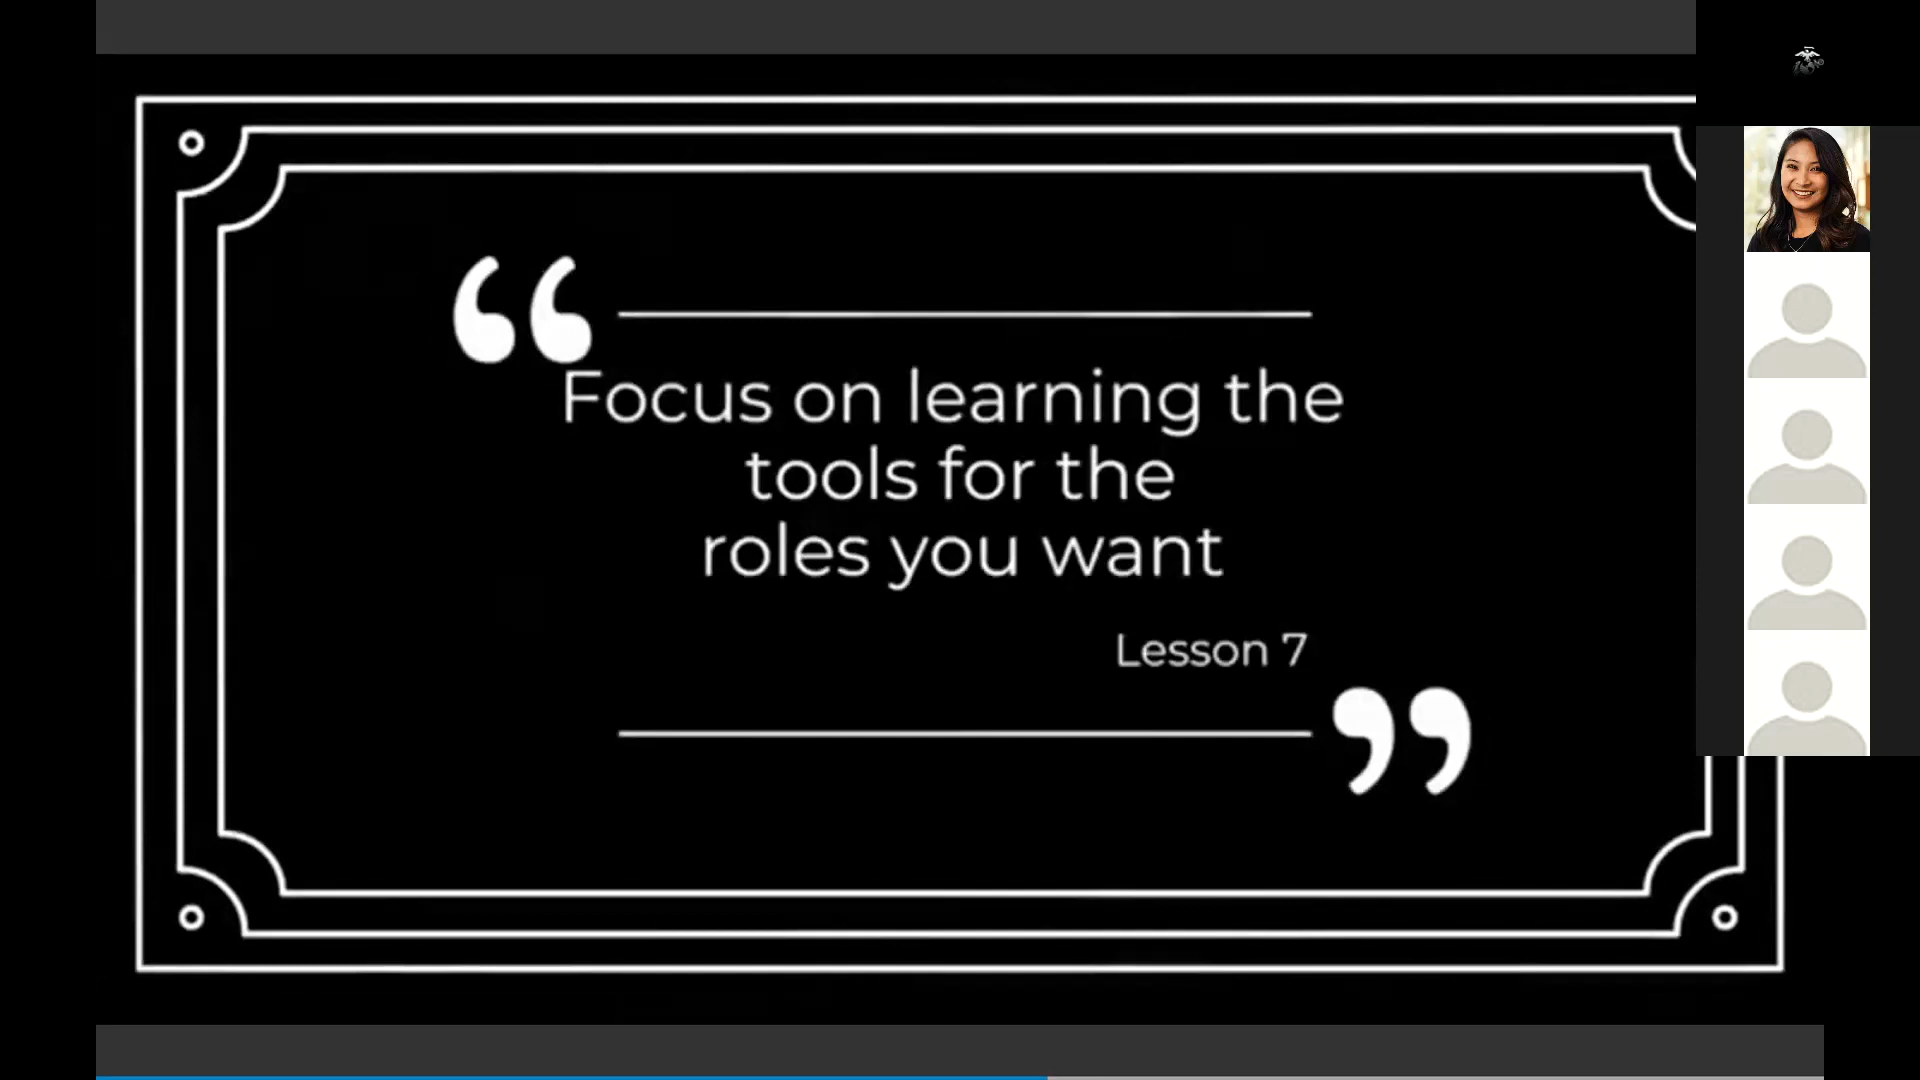 “
Focus on learning the
tools for the
roles you want
Lesson 7
”